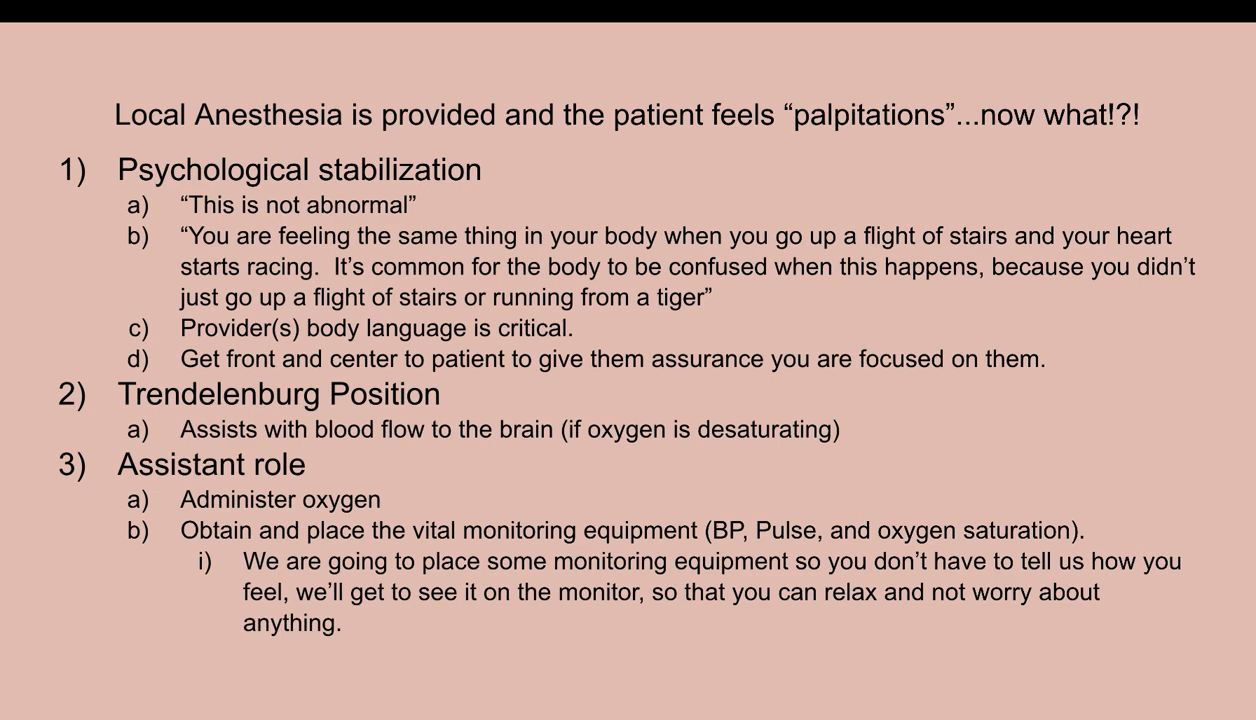 Local Anesthesia is provided and the patient feels “palpitations”...now what!?!
1) Psychological stabilization
a) “This is not abnormal”
b) “You are feeling the same thing in your body when you go up a flight of stairs and your heart
starts racing.  It’s common for the body to be confused when this happens, because you didn’t
just go up a flight of stairs or running from a tiger”
c) Provider(s) body language is critical.
d) Get front and center to patient to give them assurance you are focused on them.
2) Trendelenburg Position
a) Assists with blood flow to the brain (if oxygen is desaturating)
3) Assistant role
a) Administer oxygen
b) Obtain and place the vital monitoring equipment (BP, Pulse, and oxygen saturation).
i) We are going to place some monitoring equipment so you don’t have to tell us how you
feel, we’ll get to see it on the monitor, so that you can relax and not worry about
anything.